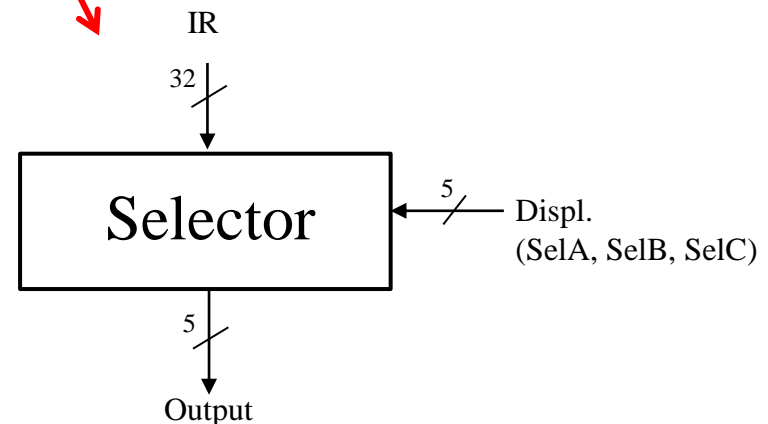 IR
32
Selector
5
Displ.
(SelA, SelB, SelC)
5
Output